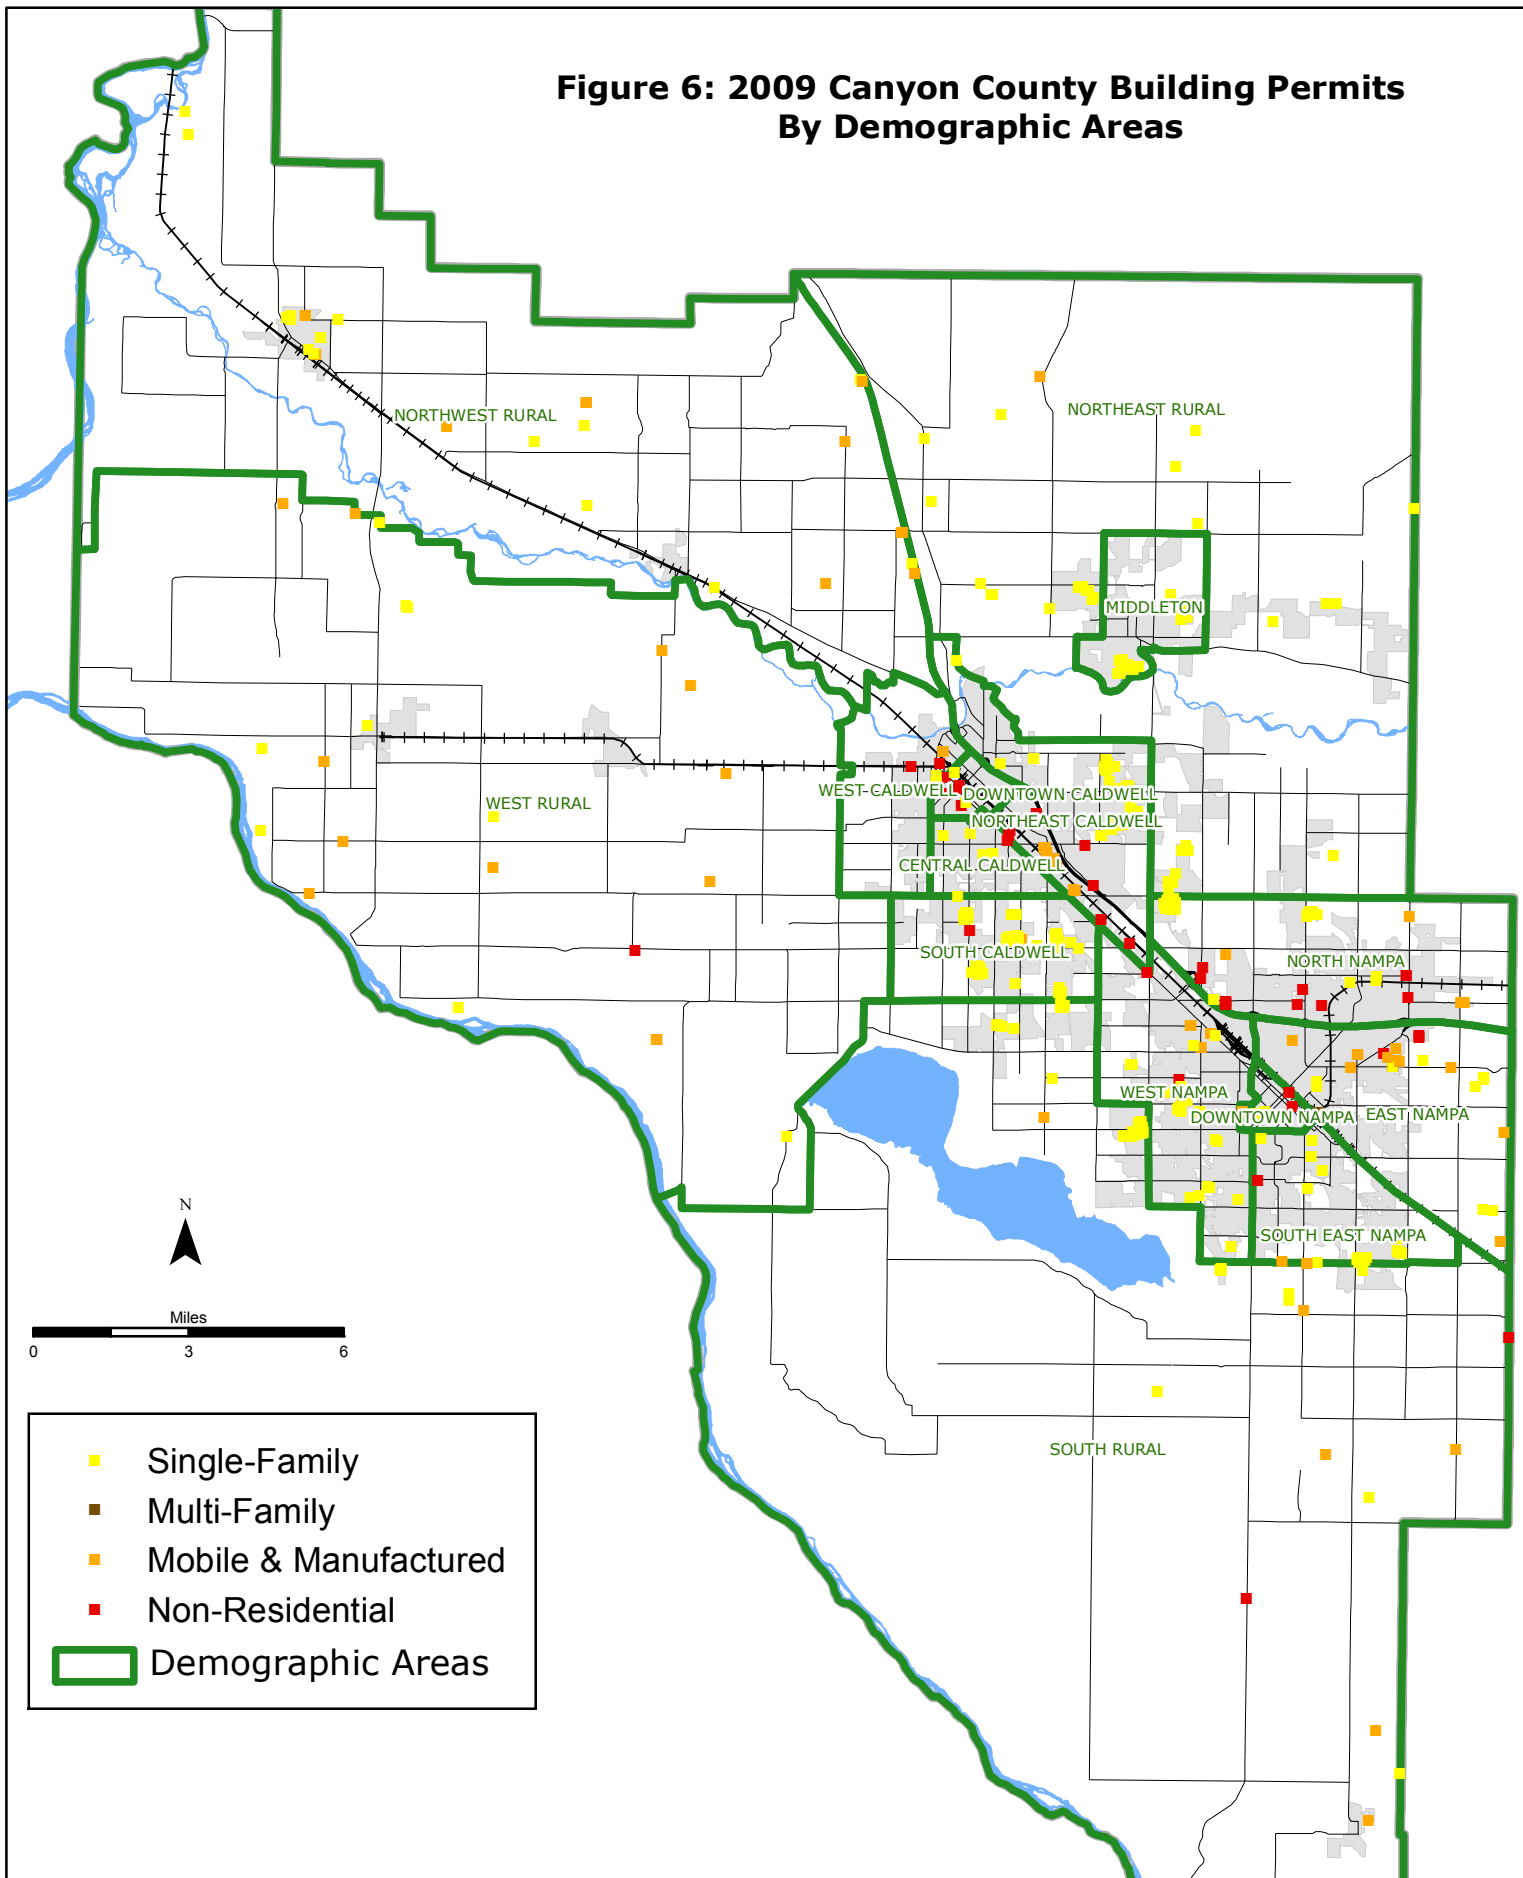 Figure 6: 2009 Canyon County Building Permits
By Demographic Areas
NORTHWEST RURAL
NORTHEAST RURAL
MIDDLETON
WEST CALDWELL
DOWNTOWN CALDWELL
WEST RURAL
NORTHEAST CALDWELL
CENTRAL CALDWELL
SOUTH CALDWELL
NORTH NAMPA
WEST NAMPA
DOWNTOWN NAMPA
EAST NAMPA
SOUTH EAST NAMPA
SOUTH RURAL
N
Miles
0 3 6
Single-Family
Multi-Family
Mobile & Manufactured
Non-Residential
Demographic Areas